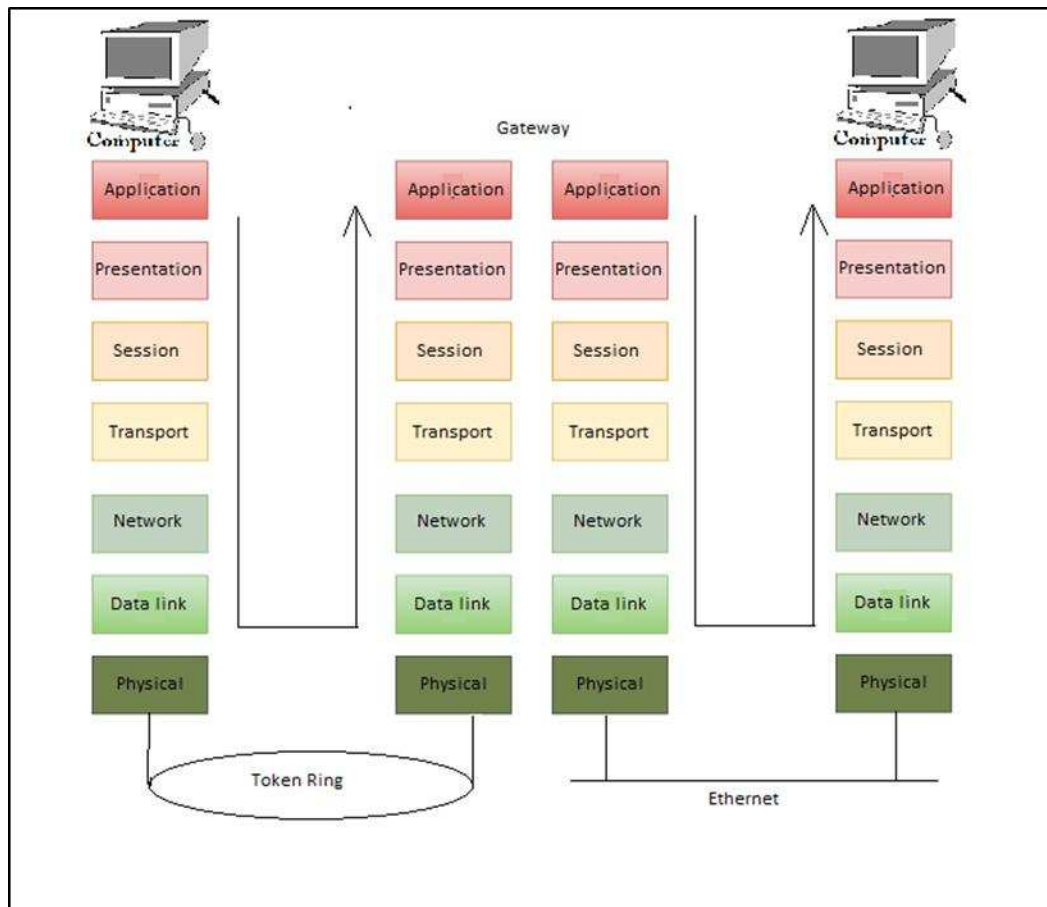 Computer
Computer
Gateway
Application
Application
Application
Application
Presentation
Presentation
Presentation
Presentation
Session
Session
Session
Session
Transport
Transport
Transport
Transport
Network
Network
Network
Network
Data link
Data link
Data link
Data link
Physical
Physical
Physical
Physical
Token Ring
Ethernet